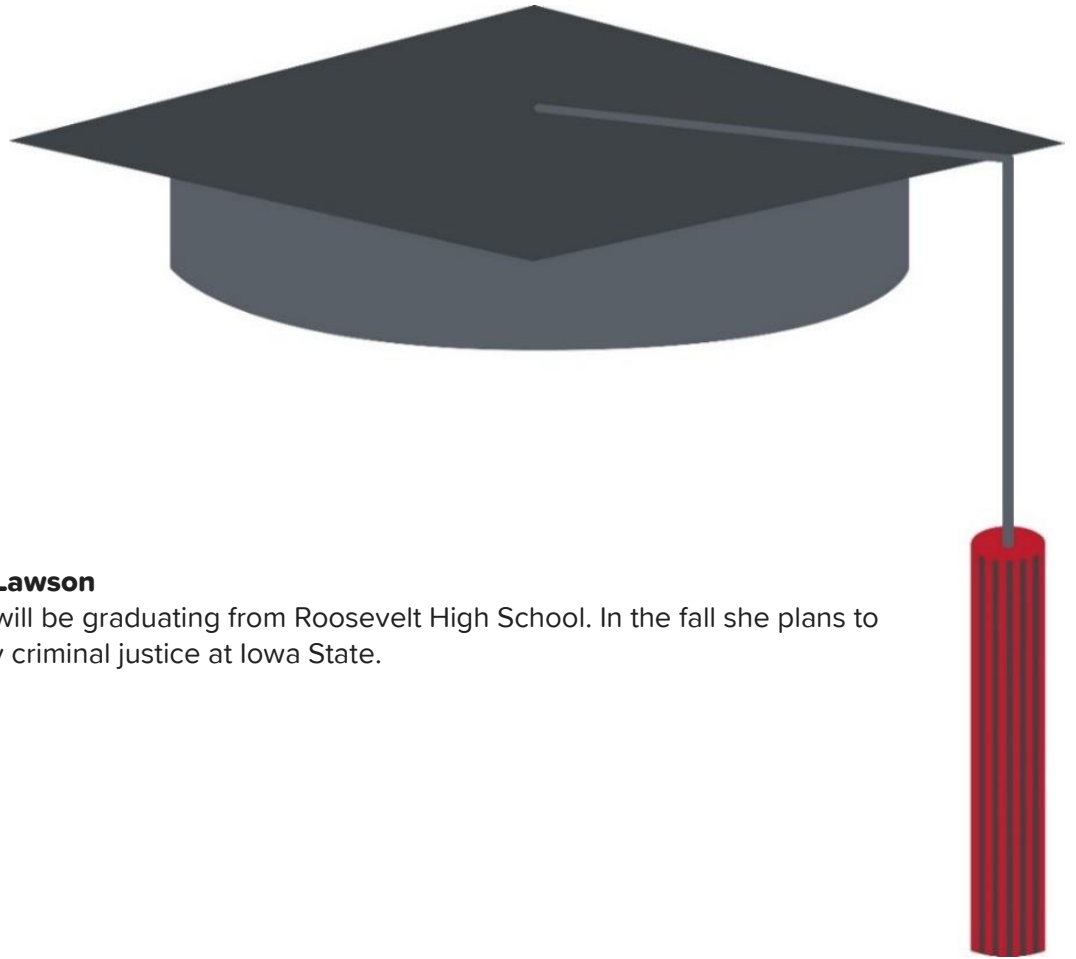 Lawson
will be graduating from Roosevelt High School. In the fall she plans to
criminal justice at Iowa State.